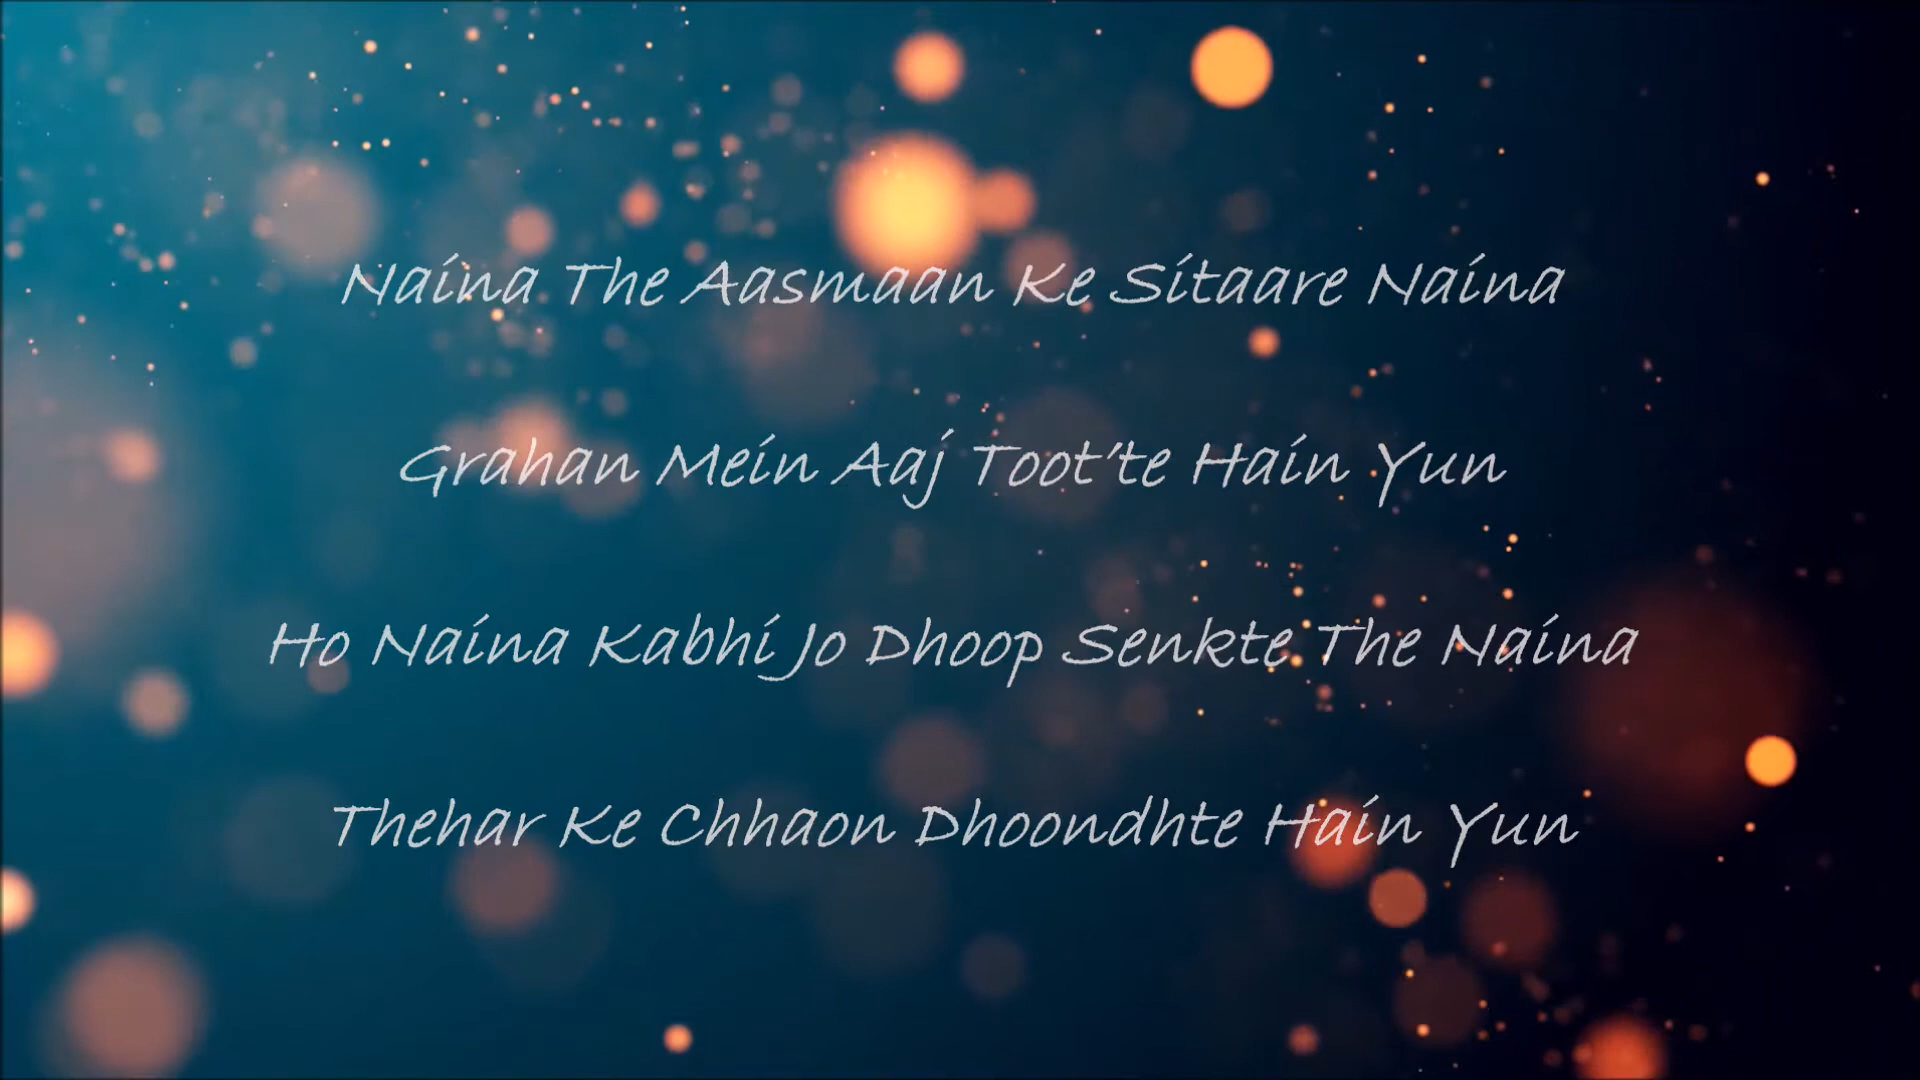 Naina The Aasmaan Ke Sitaare Naina
Grahan Mein Aaj Toot'te Hain Yun
Ho Naina Kabhi Jo Dhoop Senkte The Naina
Thehar Ke Chhaon Dhoondhte Hain Yun